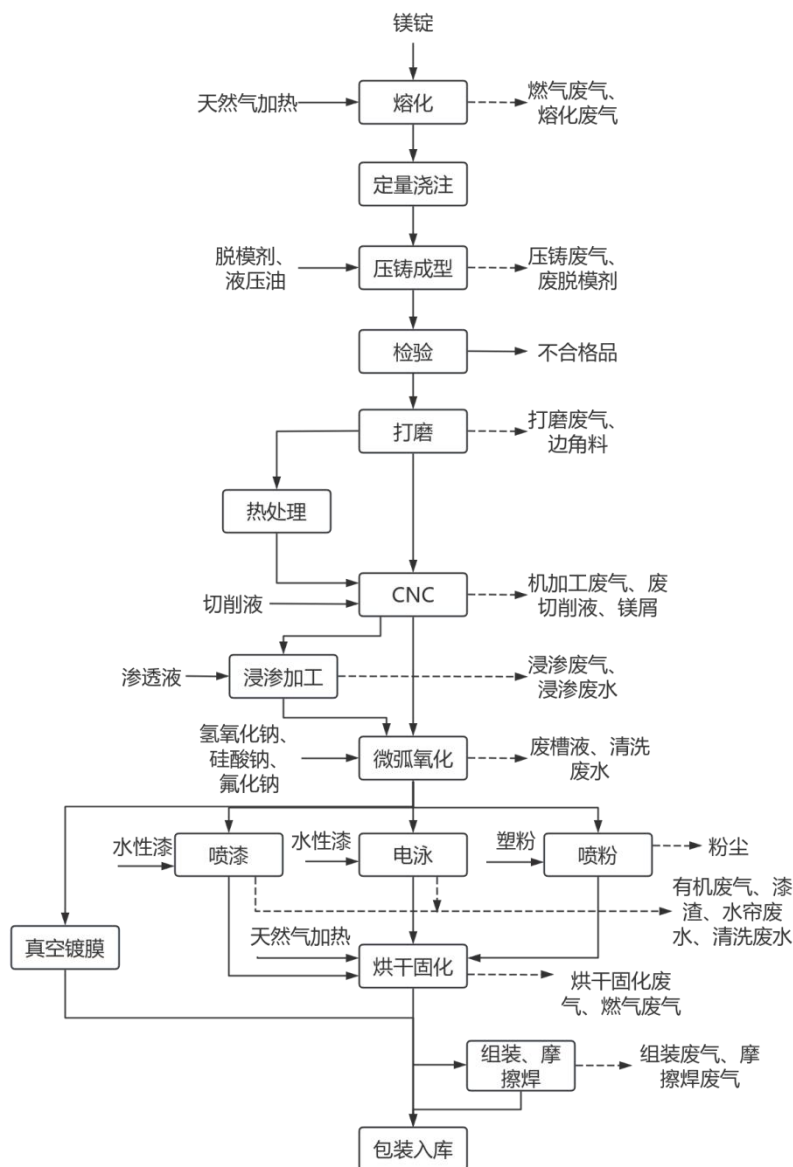 镁锭
天然气加热
熔化
燃气废气、
熔化废气
定量浇注
脱模剂、
液压油
压铸成型
压铸废气、
废脱模剂
检验
不合格品
打磨
打磨废气、
边角料
热处理
切削液
CNC
机加工废气、废
切削液、镁屑
渗透液
浸渗加工
浸渗废气、
浸渗废水
氢氧化钠、
硅酸钠、
氟化钠
微弧氧化
废槽液、清洗
废水
水性漆
喷漆
水性漆
电泳
塑粉
喷粉
粉尘
有机废气、漆
渣、水帘废
水、清洗废水
真空镀膜
天然气加热
烘干固化
烘干固化废
气、燃气废气
组装、摩
擦焊
组装废气、摩
擦焊废气
包装入库